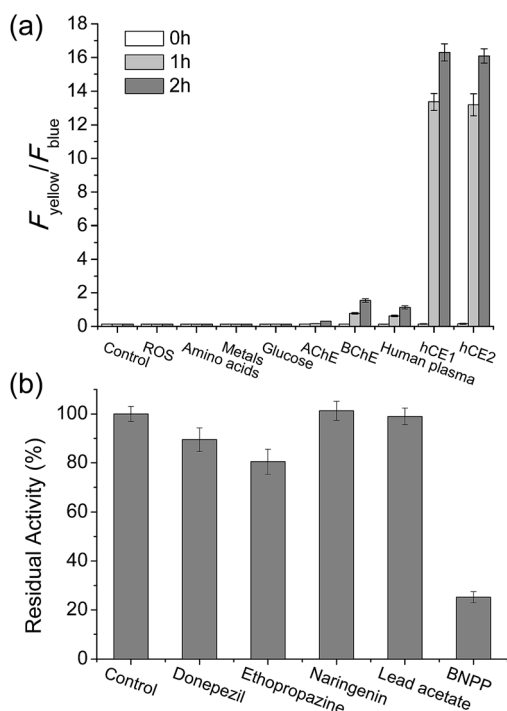 (a)
0h
1h
2h
18
16
14
12
10
8
6
4
2
0
F yellow/F blue
Control
ROS
Amino acids
Metals
Glucose
AChE
BChE
Human plasma
hCE1
hCE2
(b)
100
80
60
40
20
0
Residual Activity (%)
Control
Donepezil
Ethopropazine
Naringenin
Lead acetate
BNPP